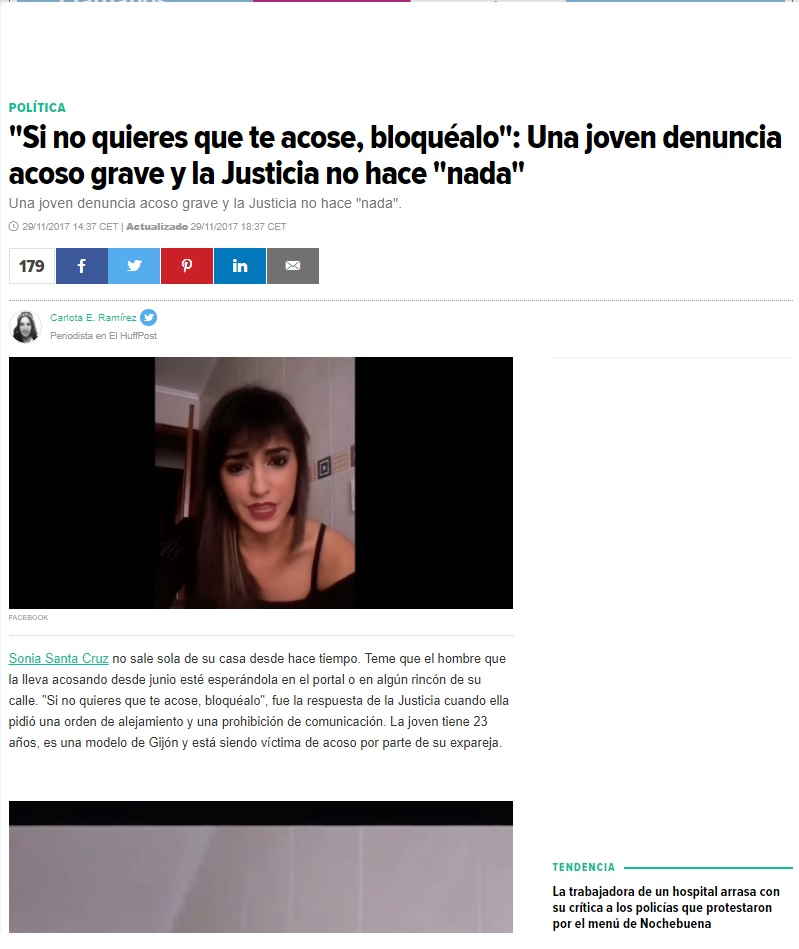 POLÍTICA
"Si no quieres que te acose, bloquéalo": Una joven denuncia
acoso grave y la Justicia no hace "nada"
Una joven denuncia acoso grave y la Justicia no hace "nada".
29/11/2017 14:37 CET | Actualizado 29/11/2017 18:37 CET
179
Carlota E. Ramírez
Periodista en El HuffPost
FACEBOOK
Sonia Santa Cruz no sale sola de su casa desde hace tiempo. Teme que el hombre que
la lleva acosando desde junio esté esperándola en el portal o en algún rincón de su
calle. "Si no quieres que te acose, bloquéalo", fue la respuesta de la Justicia cuando ella
pidió una orden de alejamiento y una prohibición de comunicación. La joven tiene 23
años, es una modelo de Gijón y está siendo víctima de acoso por parte de su expareja.
TENDENCIA
La trabajadora de un hospital arrasa con
su crítica a los policías que protestaron
por el menú de Nochebuena